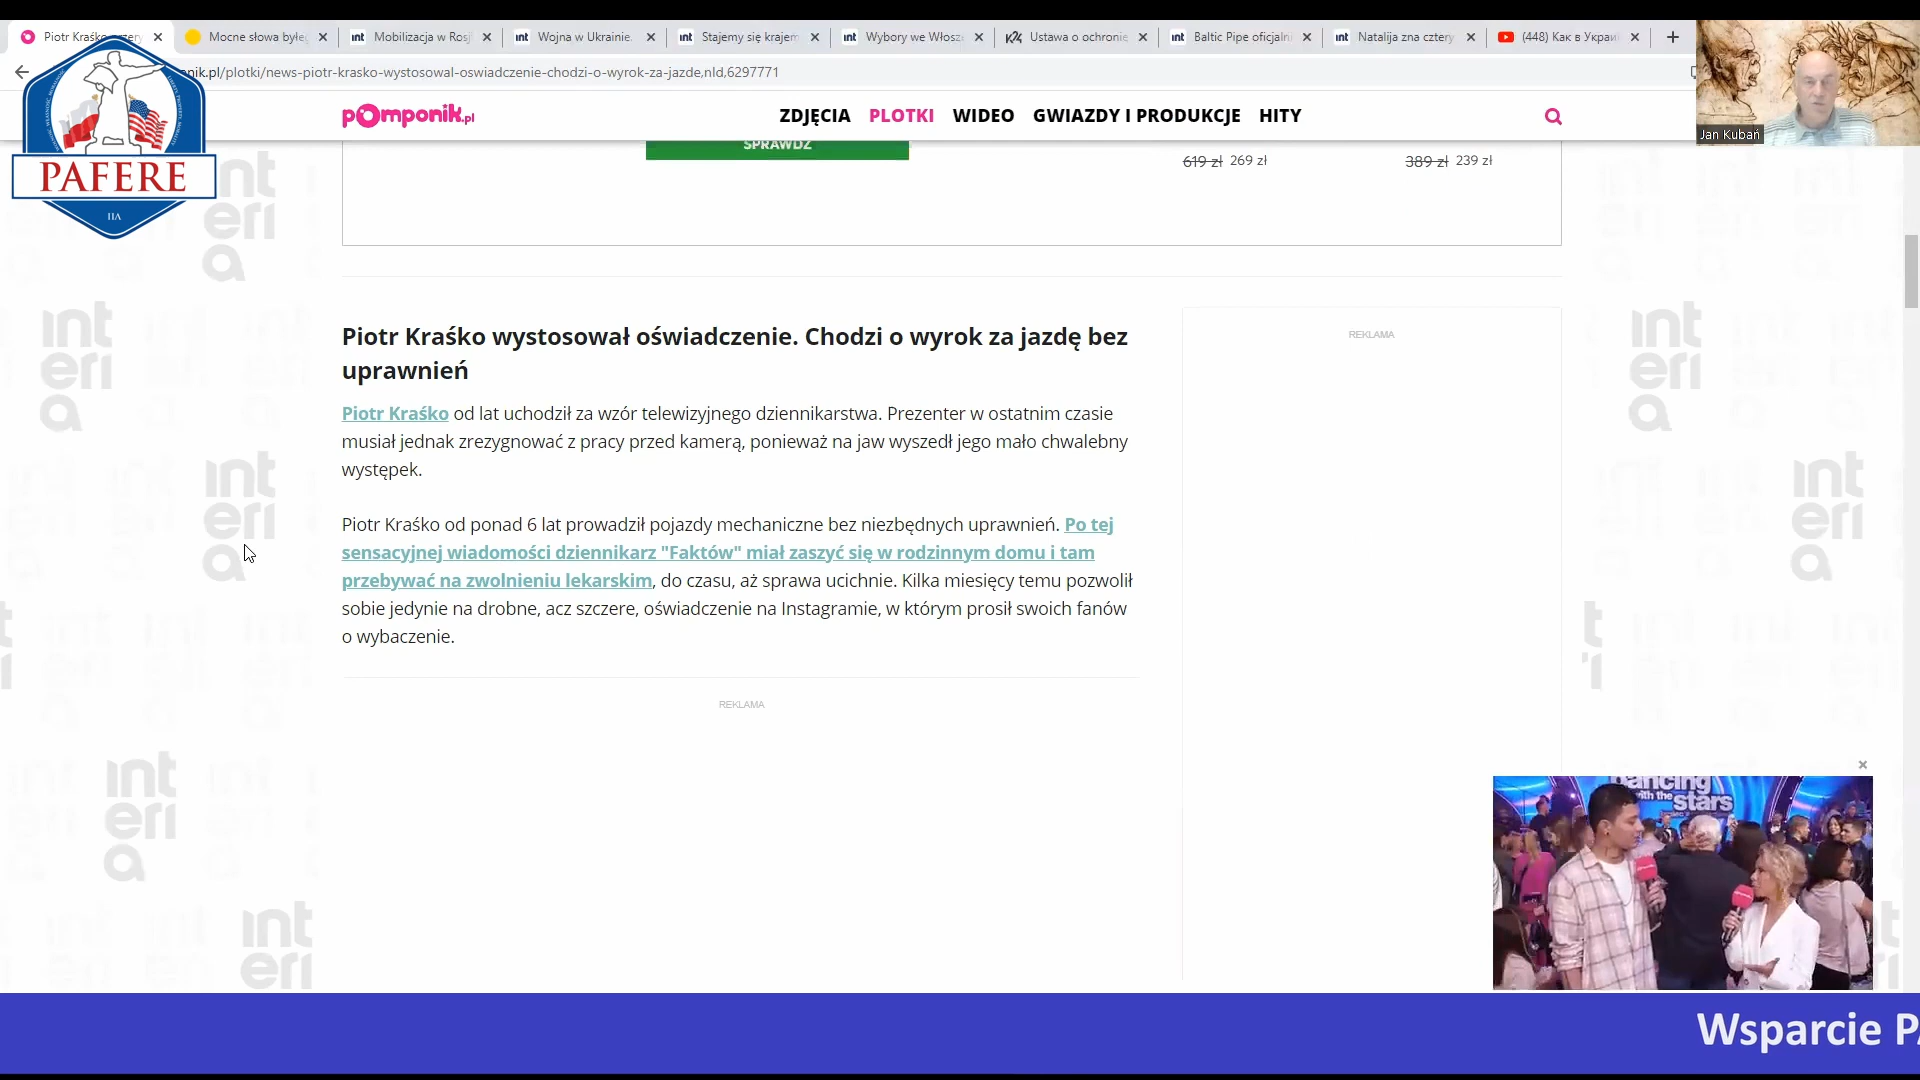 Piotr Kraśko
Mocne słowa byłe
Mobilizacja w Rosj
Wojna w Ukrainie.
Stajemy się krajem
Wybory we Włosz
Ustawa o ochronie
Baltic Pipe oficjaln
Natalija zna cztery
(448) Как в Украи
nik.pl/plotki/news-piotr-krasko-wystosowal-oswiadczenie-chodzi-o-wyrok-za-jazde,nId,6297771
pomponik.pl
ZDJĘCIA PLOTKI WIDEO GWIAZDY I PRODUKCJE HITY
Jan Kubań
PAFERE
SPRAWDŹ
619 zł 269 zł
389 zł 239 zł
REKLAMA
Piotr Kraśko wystosował oświadczenie. Chodzi o wyrok za jazdę bez
uprawnień
Piotr Kraśko od lat uchodził za wzór telewizyjnego dziennikarstwa. Prezenter w ostatnim czasie
musiał jednak zrezygnować z pracy przed kamerą, ponieważ na jaw wyszedł jego mało chwalebny
występek.
Piotr Kraśko od ponad 6 lat prowadził pojazdy mechaniczne bez niezbędnych uprawnień. Po tej
sensacyjnej wiadomości dziennikarz "Faktów" miał zaszyć się w rodzinnym domu i tam
przebywać na zwolnieniu lekarskim, do czasu, aż sprawa ucichnie. Kilka miesięcy temu pozwolił
sobie jedynie na drobne, acz szczere, oświadczenie na Instagramie, w którym prosił swoich fanów
o wybaczenie.
REKLAMA
dancing
with the stars
interia
Wsparcie PA